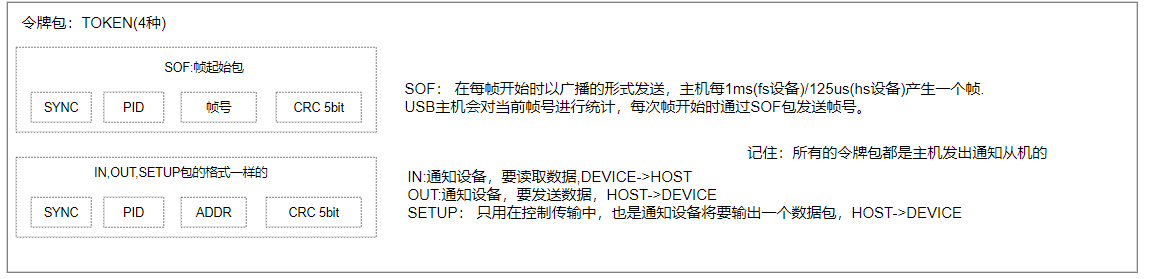 令牌包：TOKEN(4种)
SOF:帧起始包
SYNC PID 帧号 CRC 5bit
SOF： 在每帧开始时以广播的形式发送，主机每1ms(fs设备)/125us(hs设备)产生一个帧.
USB主机会对当前帧号进行统计，每次帧开始时通过SOF包发送帧号。
记住：所有的令牌包都是主机发出通知从机的
IN,OUT,SETUP包的格式一样的
SYNC PID ADDR CRC 5bit
IN:通知设备，要读取数据,DEVICE->HOST
OUT:通知设备，要发送数据，HOST->DEVICE
SETUP： 只用在控制传输中，也是通知设备将要输出一个数据包，HOST->DEVICE